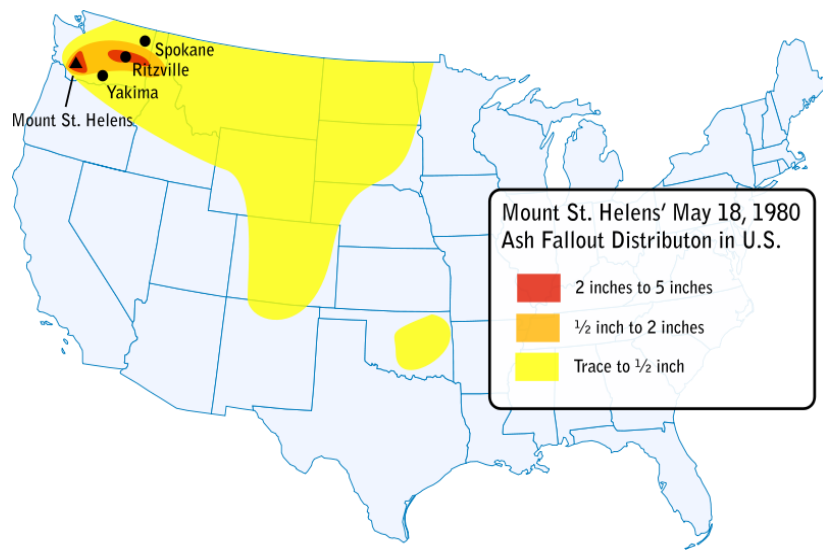 Spokane
Ritzville
Yakima
Mount St. Helens
Mount St. Helens' May 18, 1980
Ash Fallout Distributon in U.S.
2 inches to 5 inches
½ inch to 2 inches
Trace to ½ inch